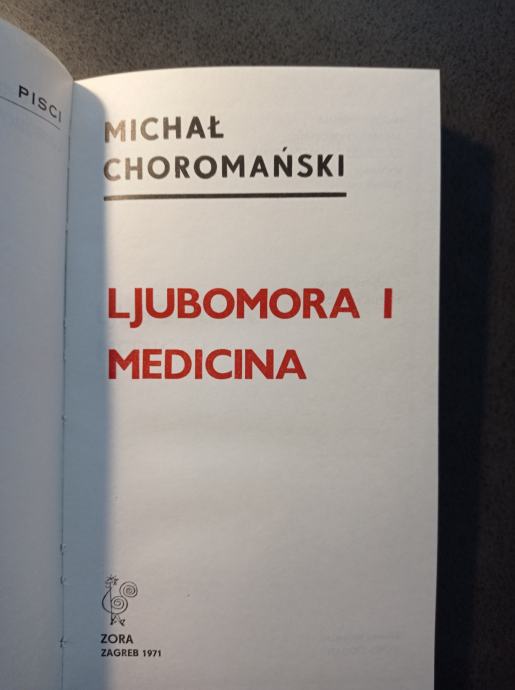 PISCI
MICHAŁ
CHOROMAŃSKI
LJUBOMORA I
MEDICINA
ZORA
ZAGREB 1971